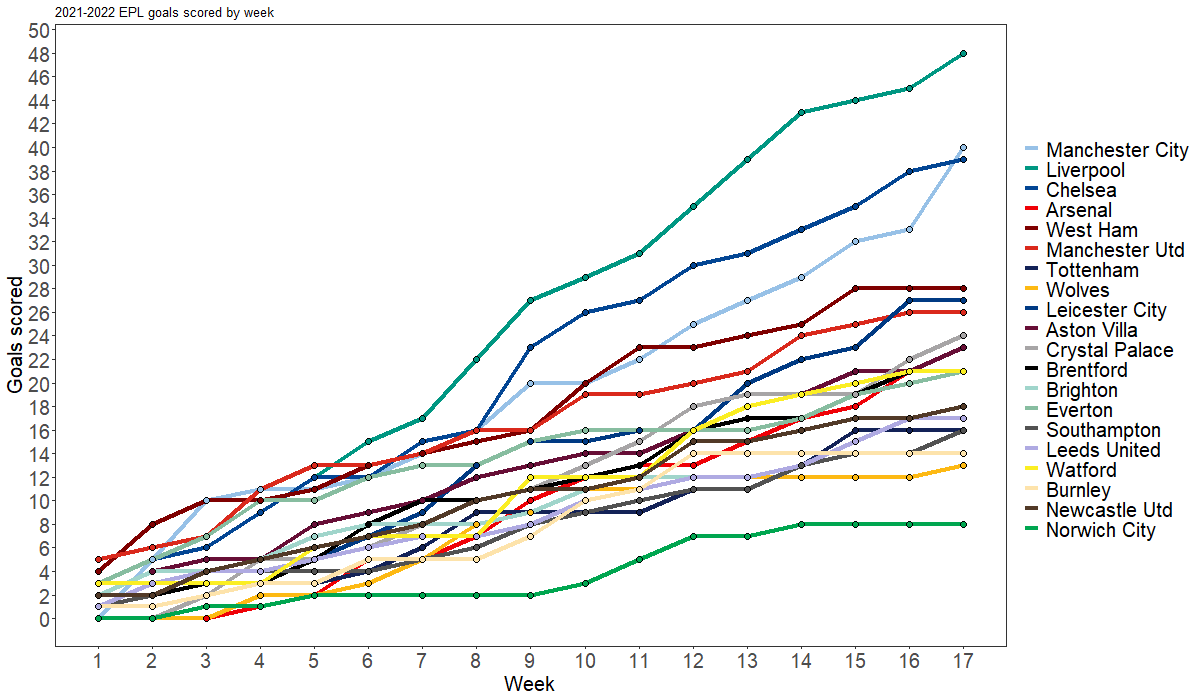 2021-2022 EPL goals scored by week
50
48
46
44
42
40
38
36
34
32
30
28
26
24
22
20
18
16
14
12
10
8
6
4
2
0
Goals scored
1 2 3 4 5 6 7 8 9 10 11 12 13 14 15 16 17
Week
Manchester City
Liverpool
Chelsea
Arsenal
West Ham
Manchester Utd
Tottenham
Wolves
Leicester City
Aston Villa
Crystal Palace
Brentford
Brighton
Everton
Southampton
Leeds United
Watford
Burnley
Newcastle Utd
Norwich City